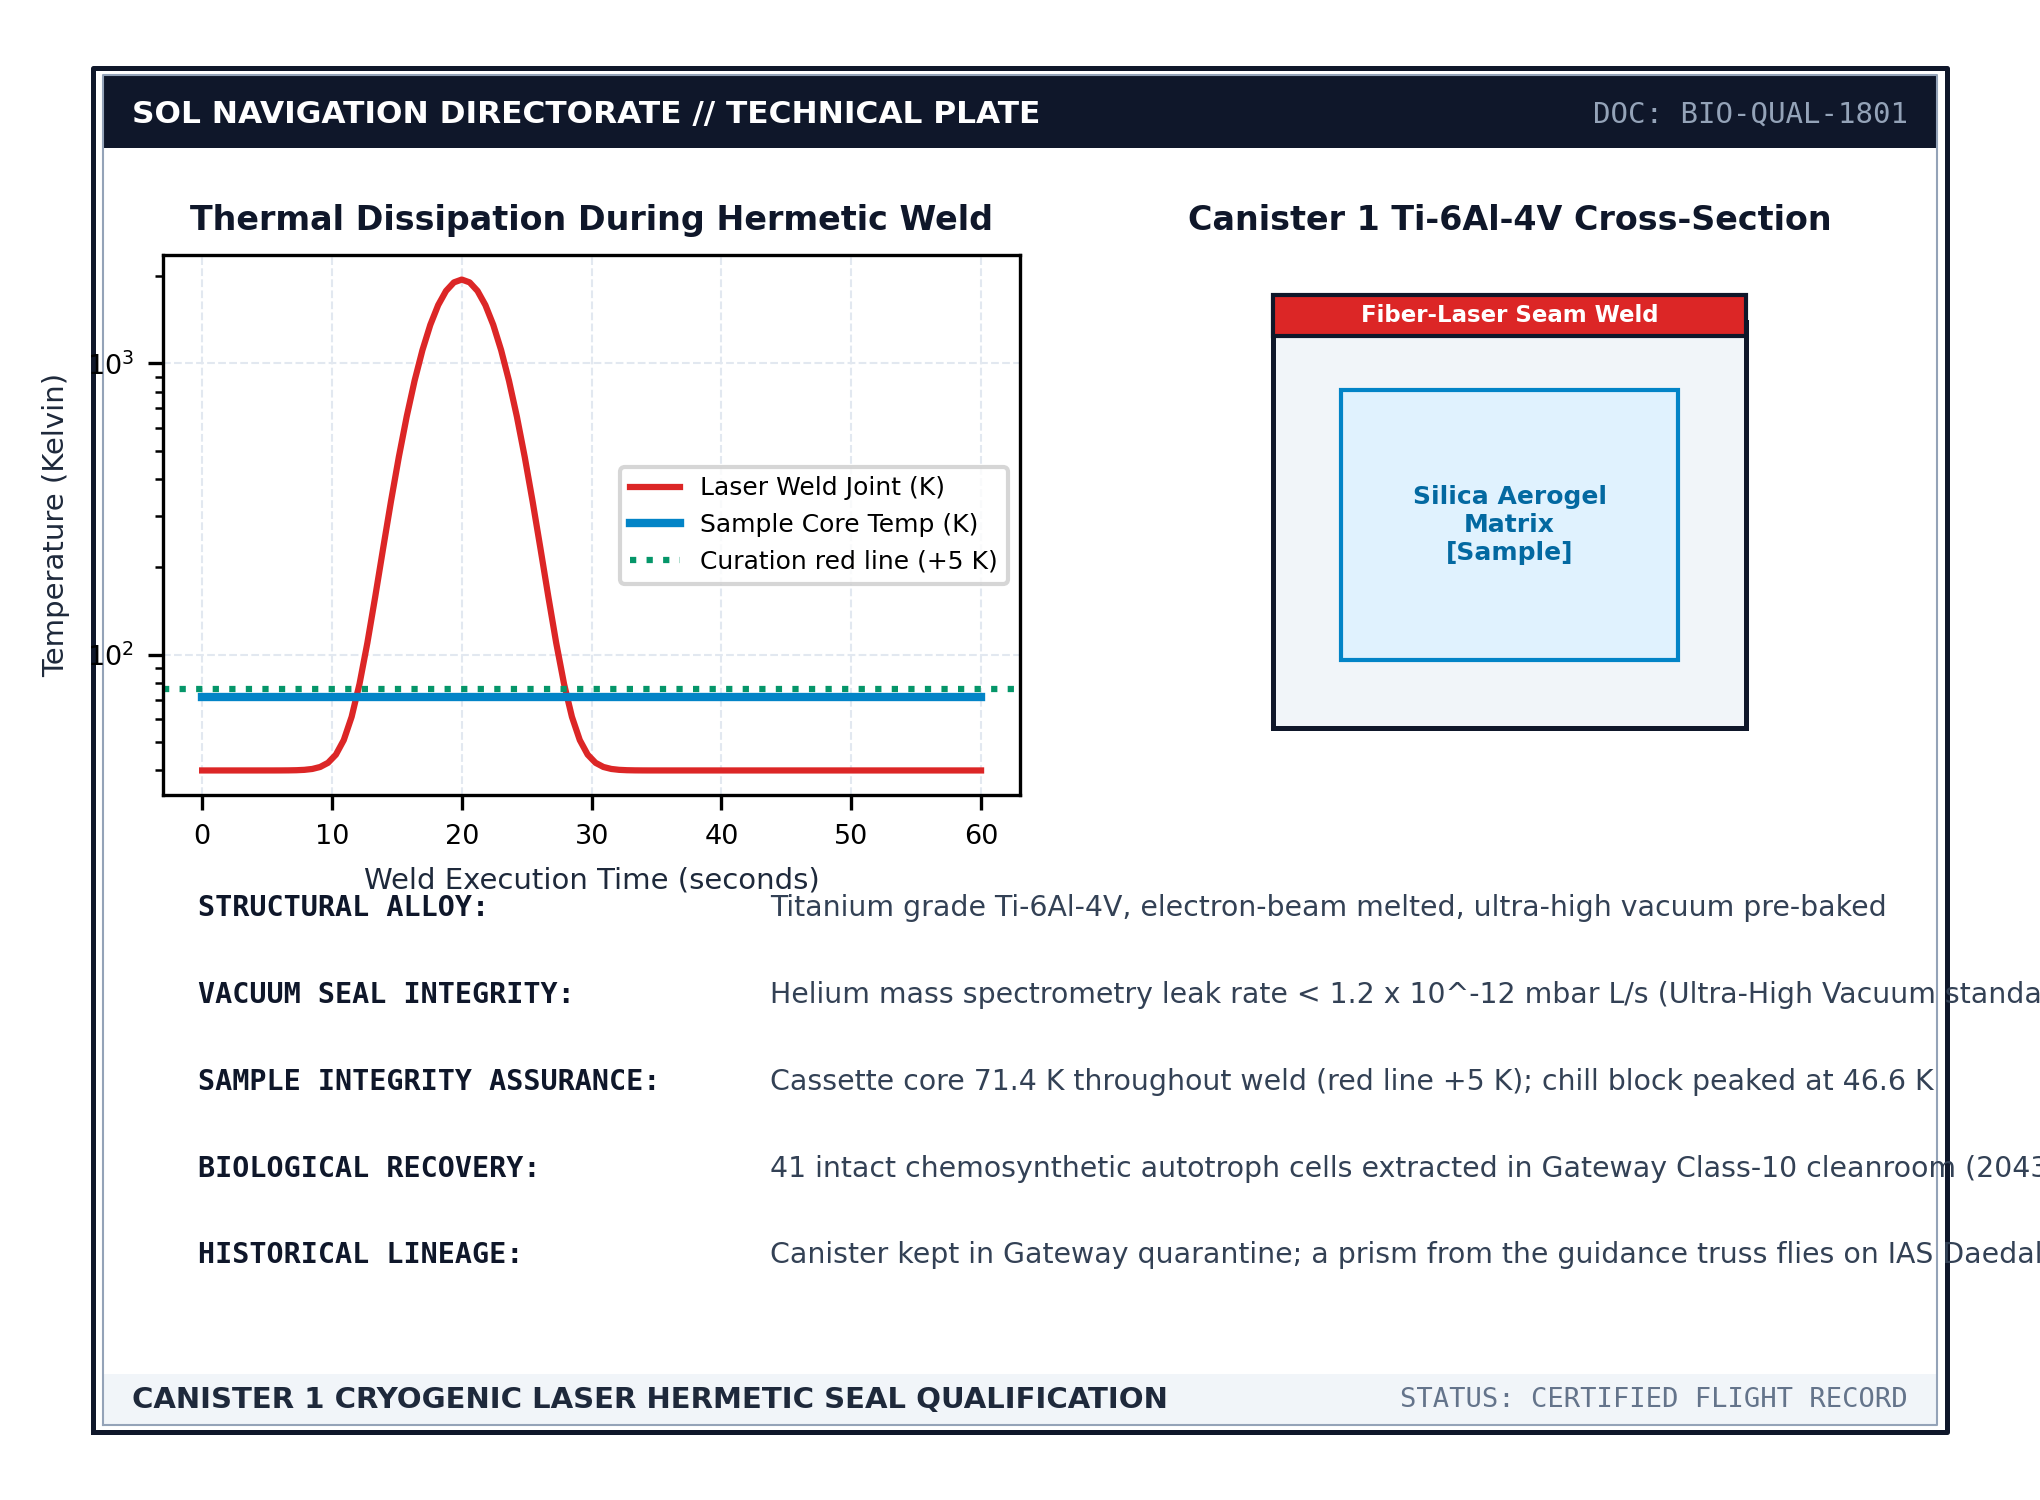 SOL NAVIGATION DIRECTORATE // TECHNICAL PLATE
DOC: BIO-QUAL-1801
Thermal Dissipation During Hermetic Weld
Temperature (Kelvin)
10³
10²
Laser Weld Joint (K)
Sample Core Temp (K)
Curation red line (+5 K)
0 10 20 30 40 50 60
Weld Execution Time (seconds)
Canister 1 Ti-6Al-4V Cross-Section
Fiber-Laser Seam Weld
Silica Aerogel
Matrix
[Sample]
STRUCTURAL ALLOY: Titanium grade Ti-6Al-4V, electron-beam melted, ultra-high vacuum pre-baked
VACUUM SEAL INTEGRITY: Helium mass spectrometry leak rate < 1.2 x 10^-12 mbar L/s (Ultra-High Vacuum standa
SAMPLE INTEGRITY ASSURANCE: Cassette core 71.4 K throughout weld (red line +5 K); chill block peaked at 46.6 K
BIOLOGICAL RECOVERY: 41 intact chemosynthetic autotroph cells extracted in Gateway Class-10 cleanroom (2043
HISTORICAL LINEAGE: Canister kept in Gateway quarantine; a prism from the guidance truss flies on IAS Daedal
CANISTER 1 CRYOGENIC LASER HERMETIC SEAL QUALIFICATION
STATUS: CERTIFIED FLIGHT RECORD